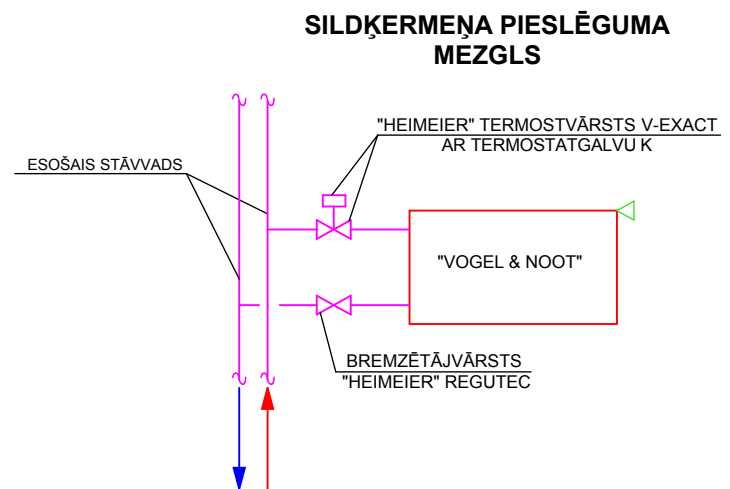 SILDĶERMEŅA PIESLĒGUMA
MEZGLS
"HEIMEIER" TERMOSTVĀRSTS V-EXACT
AR TERMOSTATGALVU K
ESOŠAIS STĀVVADS
"VOGEL & NOOT"
BREMZĒTĀJVĀRSTS
"HEIMEIER" REGUTEC